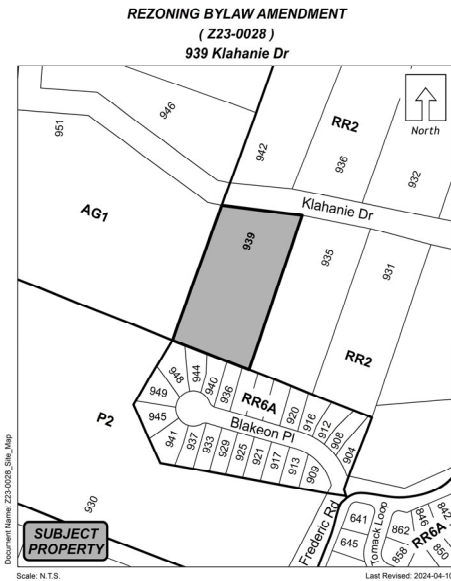 REZONING BYLAW AMENDMENT
( Z23-0028 )
939 Klahanie Dr
North
946
951
942
RR2
936
932
Klahanie Dr
AG1
939
935
931
RR2
948
944
940
936
949
RR6A
920
916
912
908
904
945
Blakeon Pl
P2
941
937
933
929
925
921
917
913
909
930
Frederic Rd
641
645
862
846
842
RR6A
858
850
SUBJECT
PROPERTY
Document Name: Z23-0028_Site_Map
Scale: N.T.S.